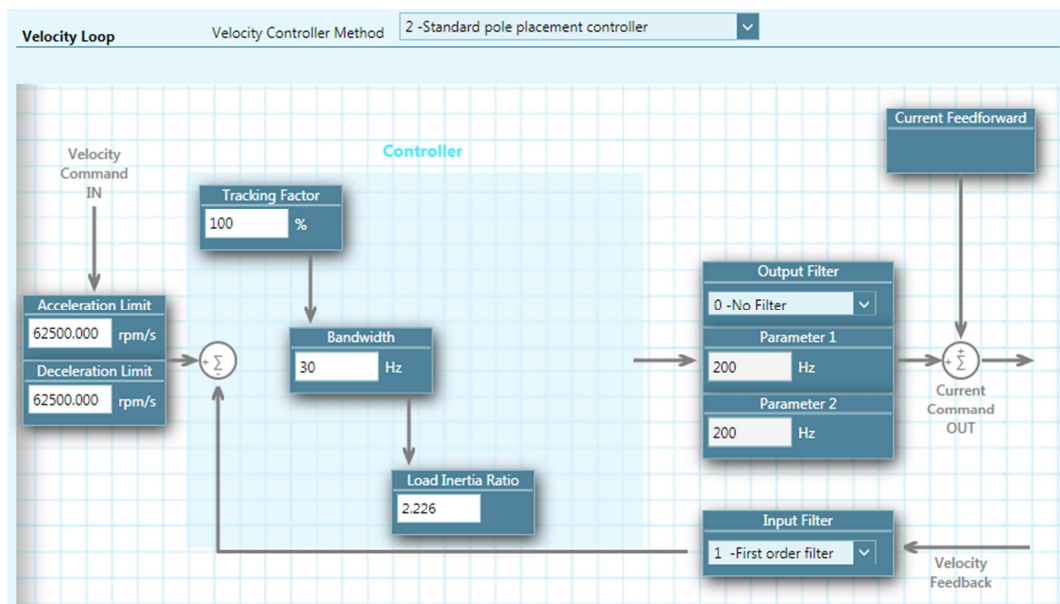 Velocity Loop
Velocity Controller Method
2 -Standard pole placement controller
Velocity
Command
IN
Controller
Current Feedforward
Tracking Factor
100 %
Acceleration Limit
62500.000 rpm/s
Deceleration Limit
62500.000 rpm/s
+ Σ -
Bandwidth
30 Hz
Load Inertia Ratio
2.226
Output Filter
0 -No Filter
Parameter 1
200 Hz
Parameter 2
200 Hz
± + Σ
Current
Command
OUT
Input Filter
1 -First order filter
Velocity
Feedback